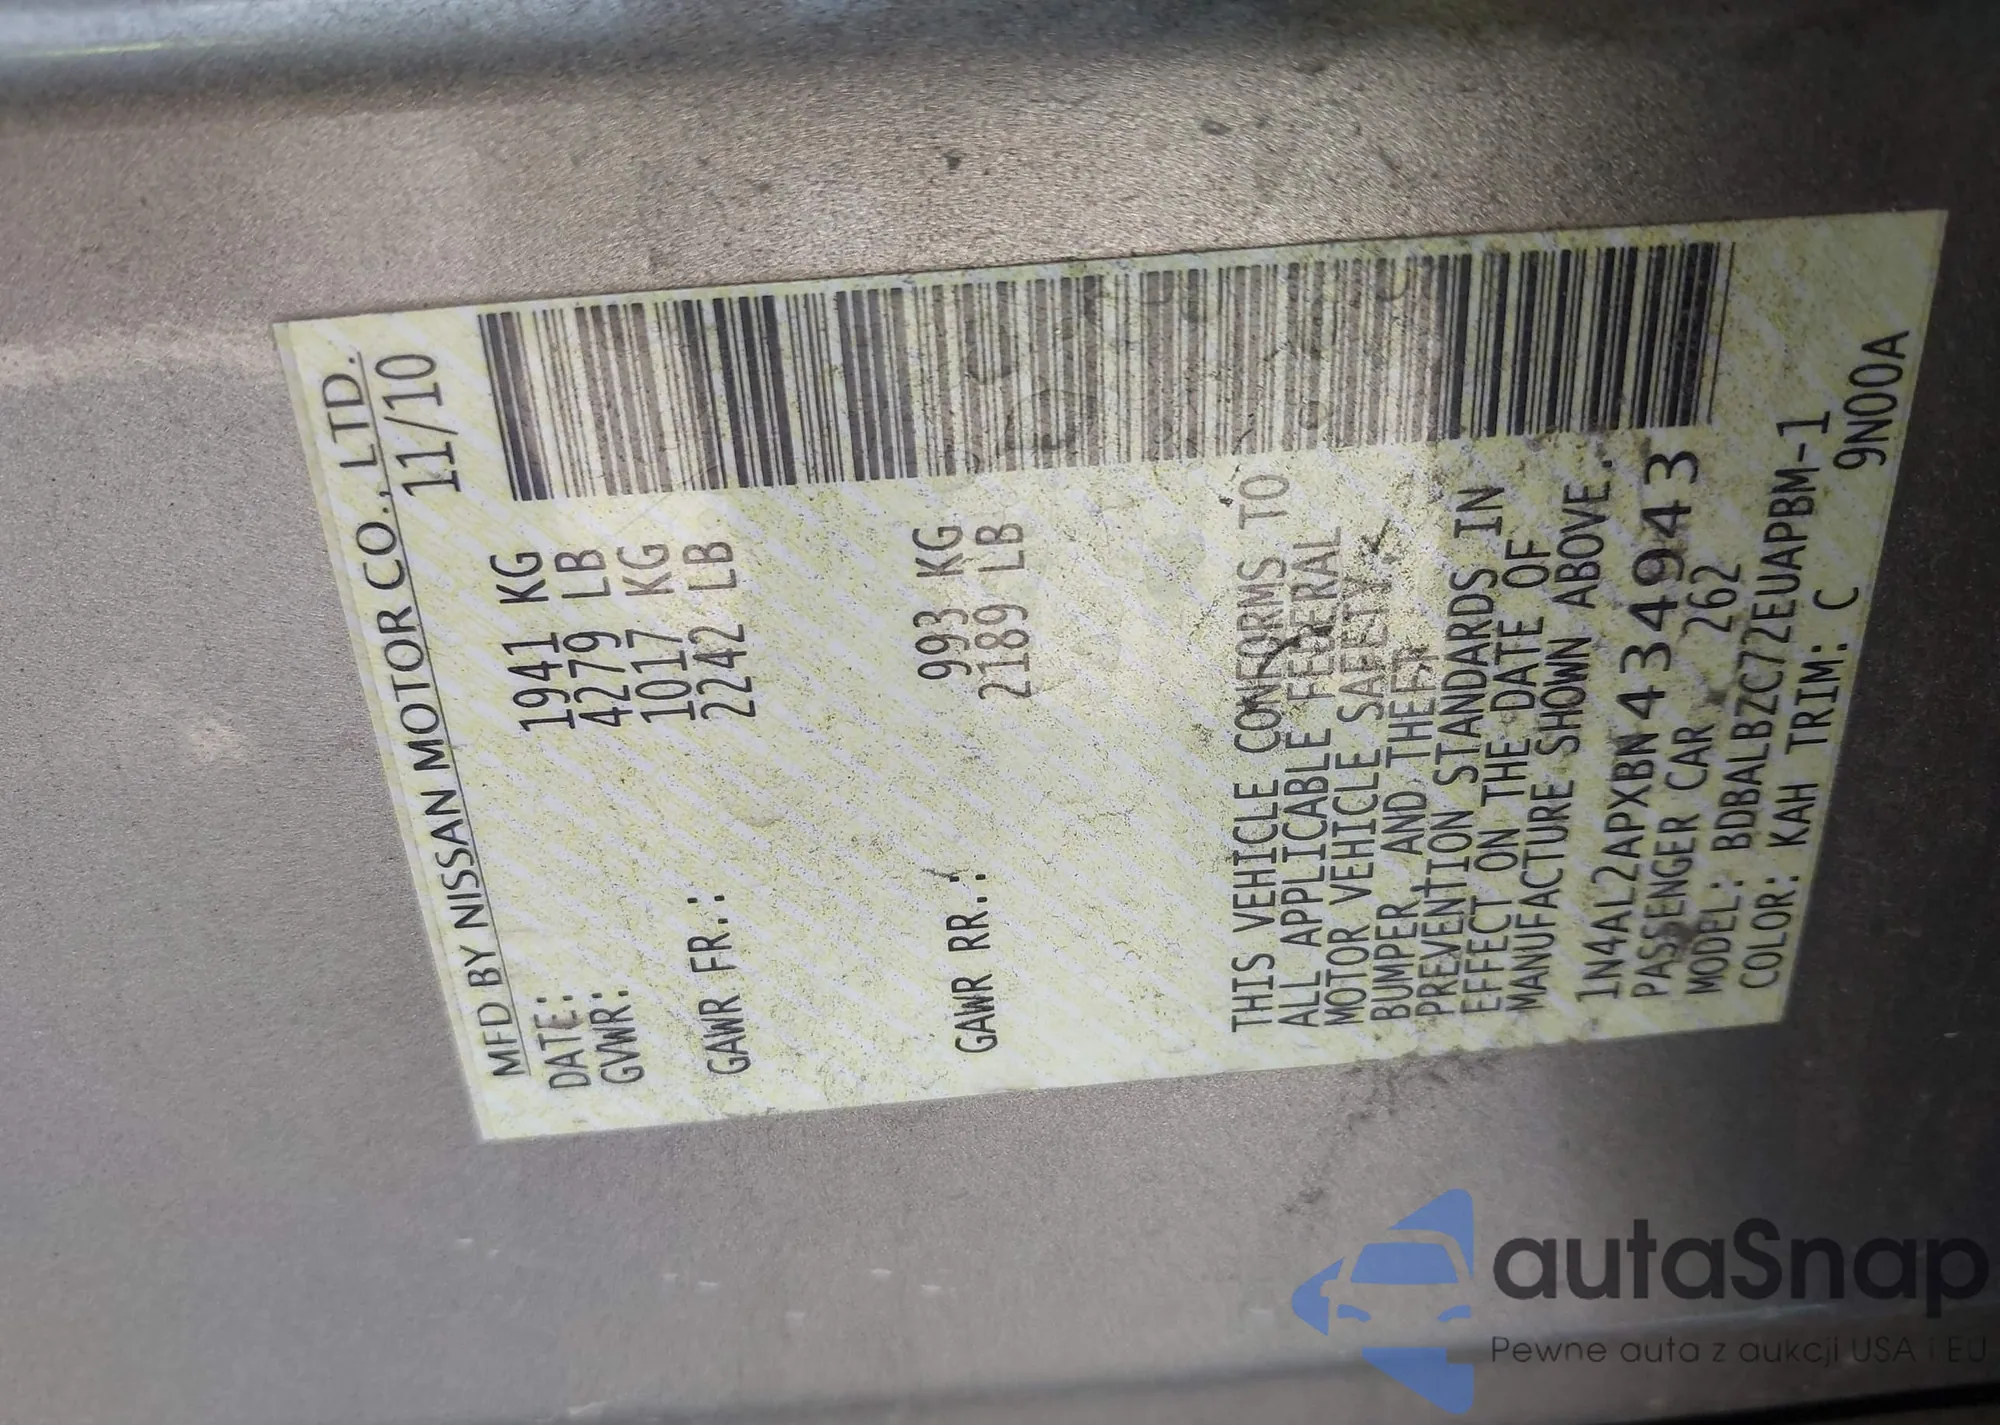 MFD BY NISSAN MOTOR CO., LTD.
DATE: 11/10
GVWR: 1941 KG
4279 LB
GAWR FR.: 1017 KG
2242 LB
GAWR RR.: 993 KG
2189 LB
THIS VEHICLE CONFORMS TO
ALL APPLICABLE FEDERAL
MOTOR VEHICLE SAFETY,
BUMPER, AND THEFT
PREVENTION STANDARDS IN
EFFECT ON THE DATE OF
MANUFACTURE SHOWN ABOVE.
1N4AL2APXBN434943
PASSENGER CAR 262
MODEL: BDBALBZC72EUAPBM-1
COLOR: KAH TRIM: C 9N00A
autaSnap
Pewne auta z aukcji USA i EU